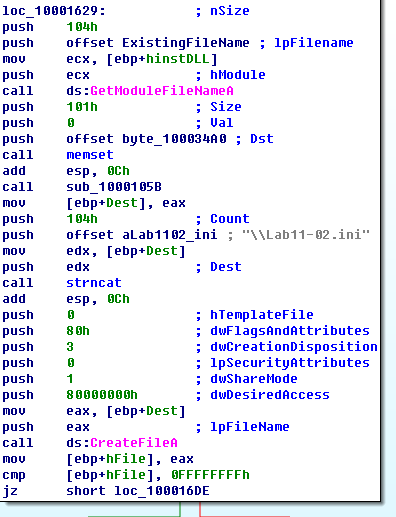 loc_10001629: ; nSize
push 104h
push offset ExistingFileName ; lpFilename
mov ecx, [ebp+hinstDLL]
push ecx ; hModule
call ds:GetModuleFileNameA
push 101h ; Size
push 0 ; Val
push offset byte_100034A0 ; Dst
call memset
add esp, 0Ch
call sub_1000105B
mov [ebp+Dest], eax
push 104h ; Count
push offset aLab1102_ini ; "\\Lab11-02.ini"
mov edx, [ebp+Dest]
push edx ; Dest
call strncat
add esp, 0Ch
push 0 ; hTemplateFile
push 80h ; dwFlagsAndAttributes
push 3 ; dwCreationDisposition
push 0 ; lpSecurityAttributes
push 1 ; dwShareMode
push 80000000h ; dwDesiredAccess
mov eax, [ebp+Dest]
push eax ; lpFileName
call ds:CreateFileA
mov [ebp+hFile], eax
cmp [ebp+hFile], 0FFFFFFFFh
jz short loc_100016DE